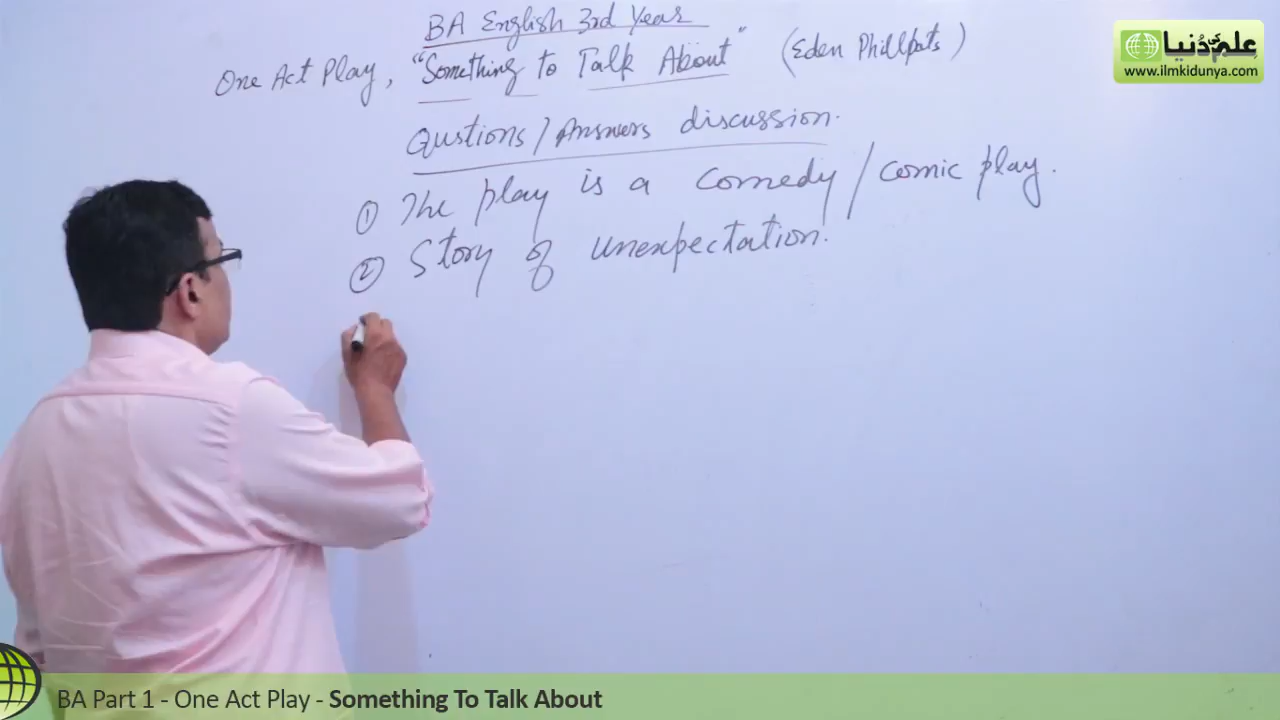 BA English 3rd Year
One Act Play, "Something to Talk About" (Eden Phillpots)
Qustions/Answers discussion.
① The play is a comedy/comic play.
② Story of unexpectation.
علم کی دُنیا
www.ilmkidunya.com
BA Part 1 - One Act Play - Something To Talk About